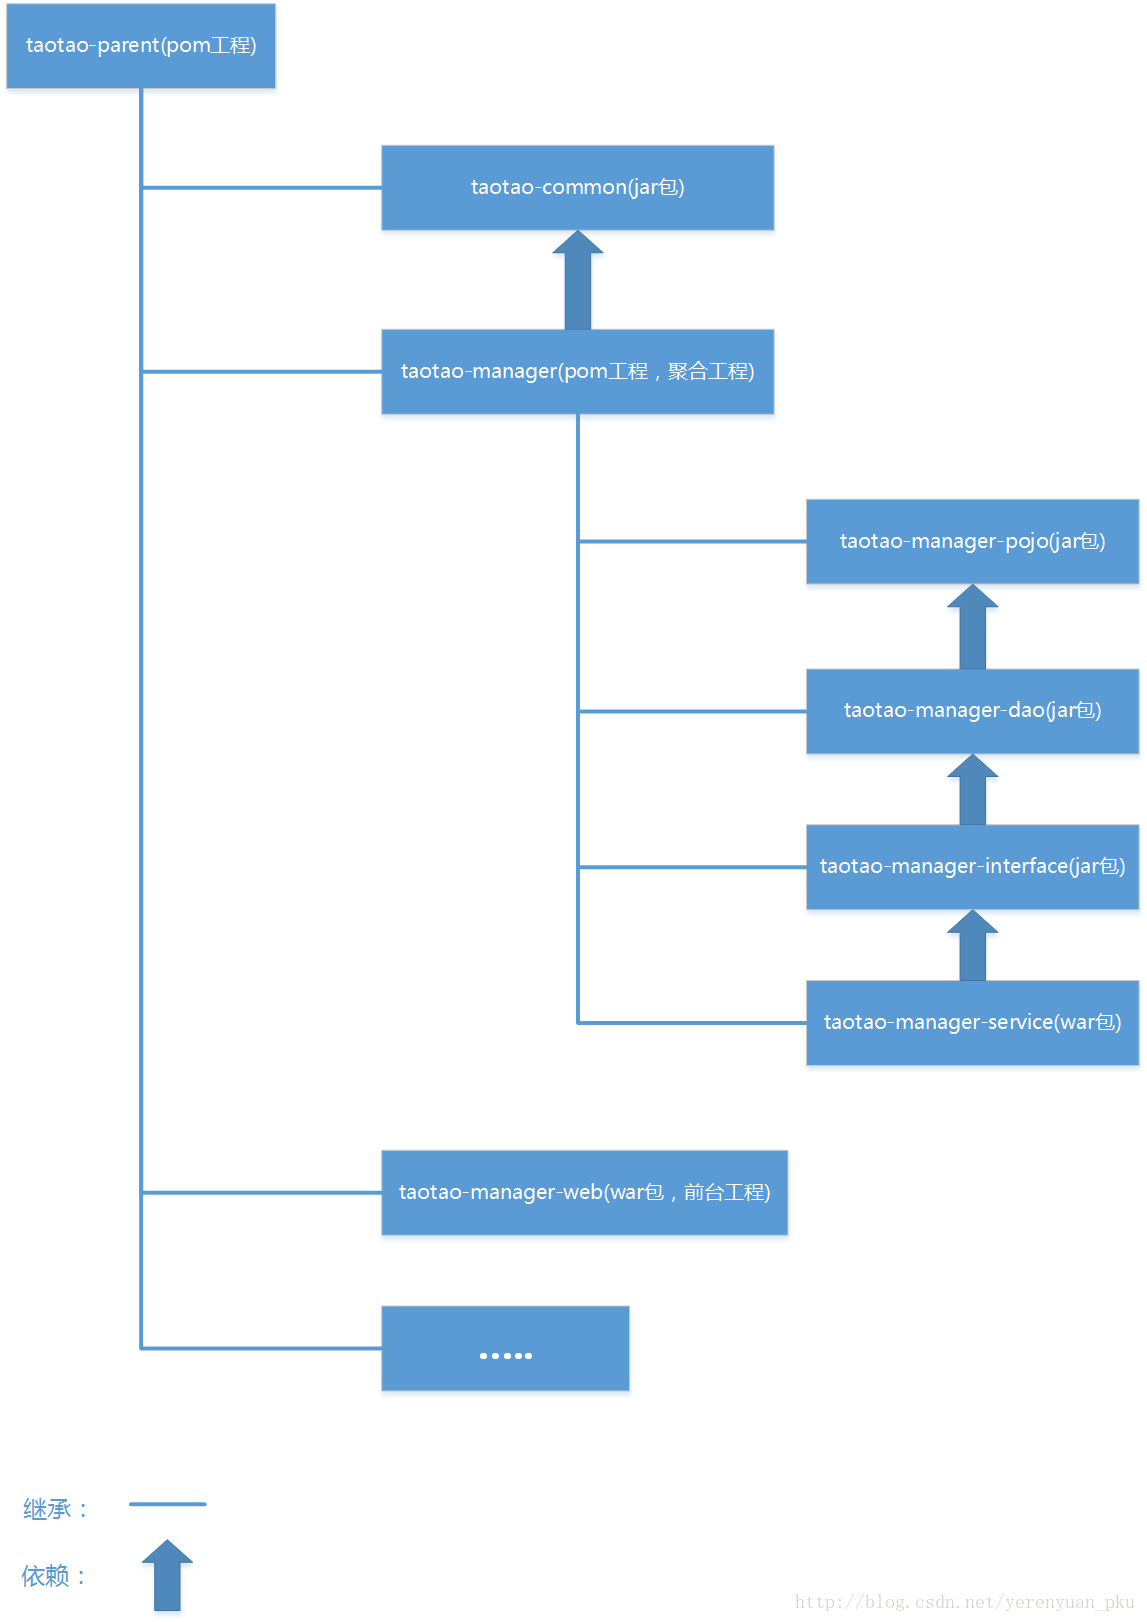 taotao-parent(pom工程)
taotao-common(jar包)
taotao-manager(pom工程，聚合工程)
taotao-manager-pojo(jar包)
taotao-manager-dao(jar包)
taotao-manager-interface(jar包)
taotao-manager-service(war包)
taotao-manager-web(war包，前台工程)
.....
继承：
依赖：
http://blog.csdn.net/yerenyuan_pku